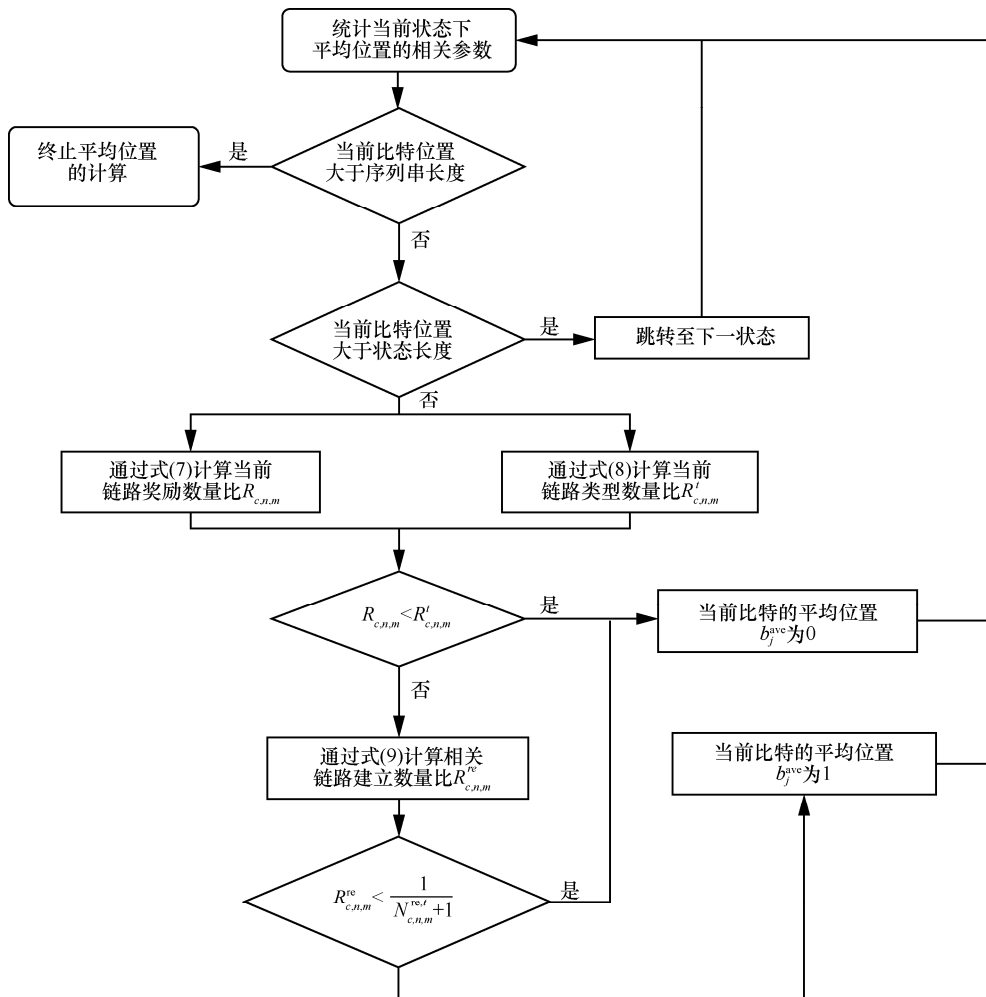 统计当前状态下
平均位置的相关参数
终止平均位置
的计算
是
当前比特位置
大于序列串长度
否
当前比特位置
大于状态长度
是
跳转至下一状态
否
通过式(7)计算当前
链路奖励数量比R_{c,n,m}
通过式(8)计算当前
链路类型数量比R^{t}_{c,n,m}
R_{c,n,m}<R^{t}_{c,n,m}
是
当前比特的平均位置
b_{j}^{ave}为0
否
通过式(9)计算相关
链路建立数量比R^{re}_{c,n,m}
当前比特的平均位置
b_{j}^{ave}为1
R^{re}_{c,n,m}< \frac{1}{N^{re,t}_{c,n,m}+1}
是